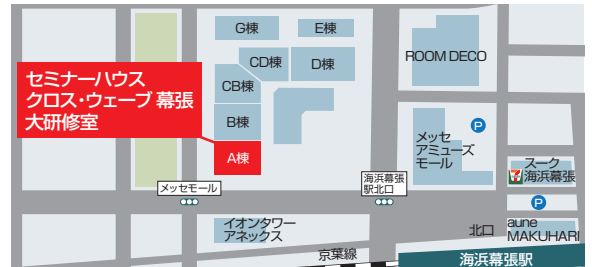 G棟
E棟
CD棟
D棟
ROOM DECO
セミナーハウス
クロス・ウェーブ 幕張
大研修室
CB棟
B棟
A棟
メッセ
アミューズ
モール
P
スーク
海浜幕張
7
メッセモール
海浜幕張
駅北口
P
イオンタワー
アネックス
北口
aune
MAKUHARI
京葉線
海浜幕張駅